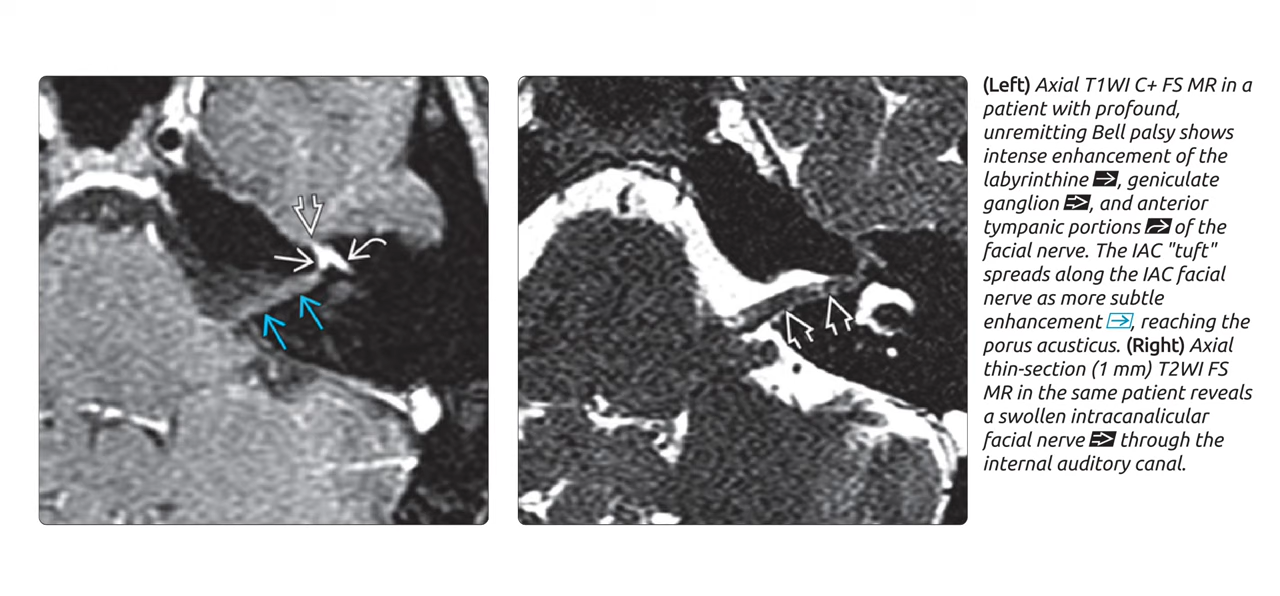 (Left) Axial T1WI C+ FS MR in a
patient with profound,
unremitting Bell palsy shows
intense enhancement of the
labyrinthine , geniculate
ganglion , and anterior
tympanic portions of the
facial nerve. The IAC "tuft"
spreads along the IAC facial
nerve as more subtle
enhancement , reaching the
porus acusticus. (Right) Axial
thin-section (1 mm) T2WI FS
MR in the same patient reveals
a swollen intracanalicular
facial nerve through the
internal auditory canal.